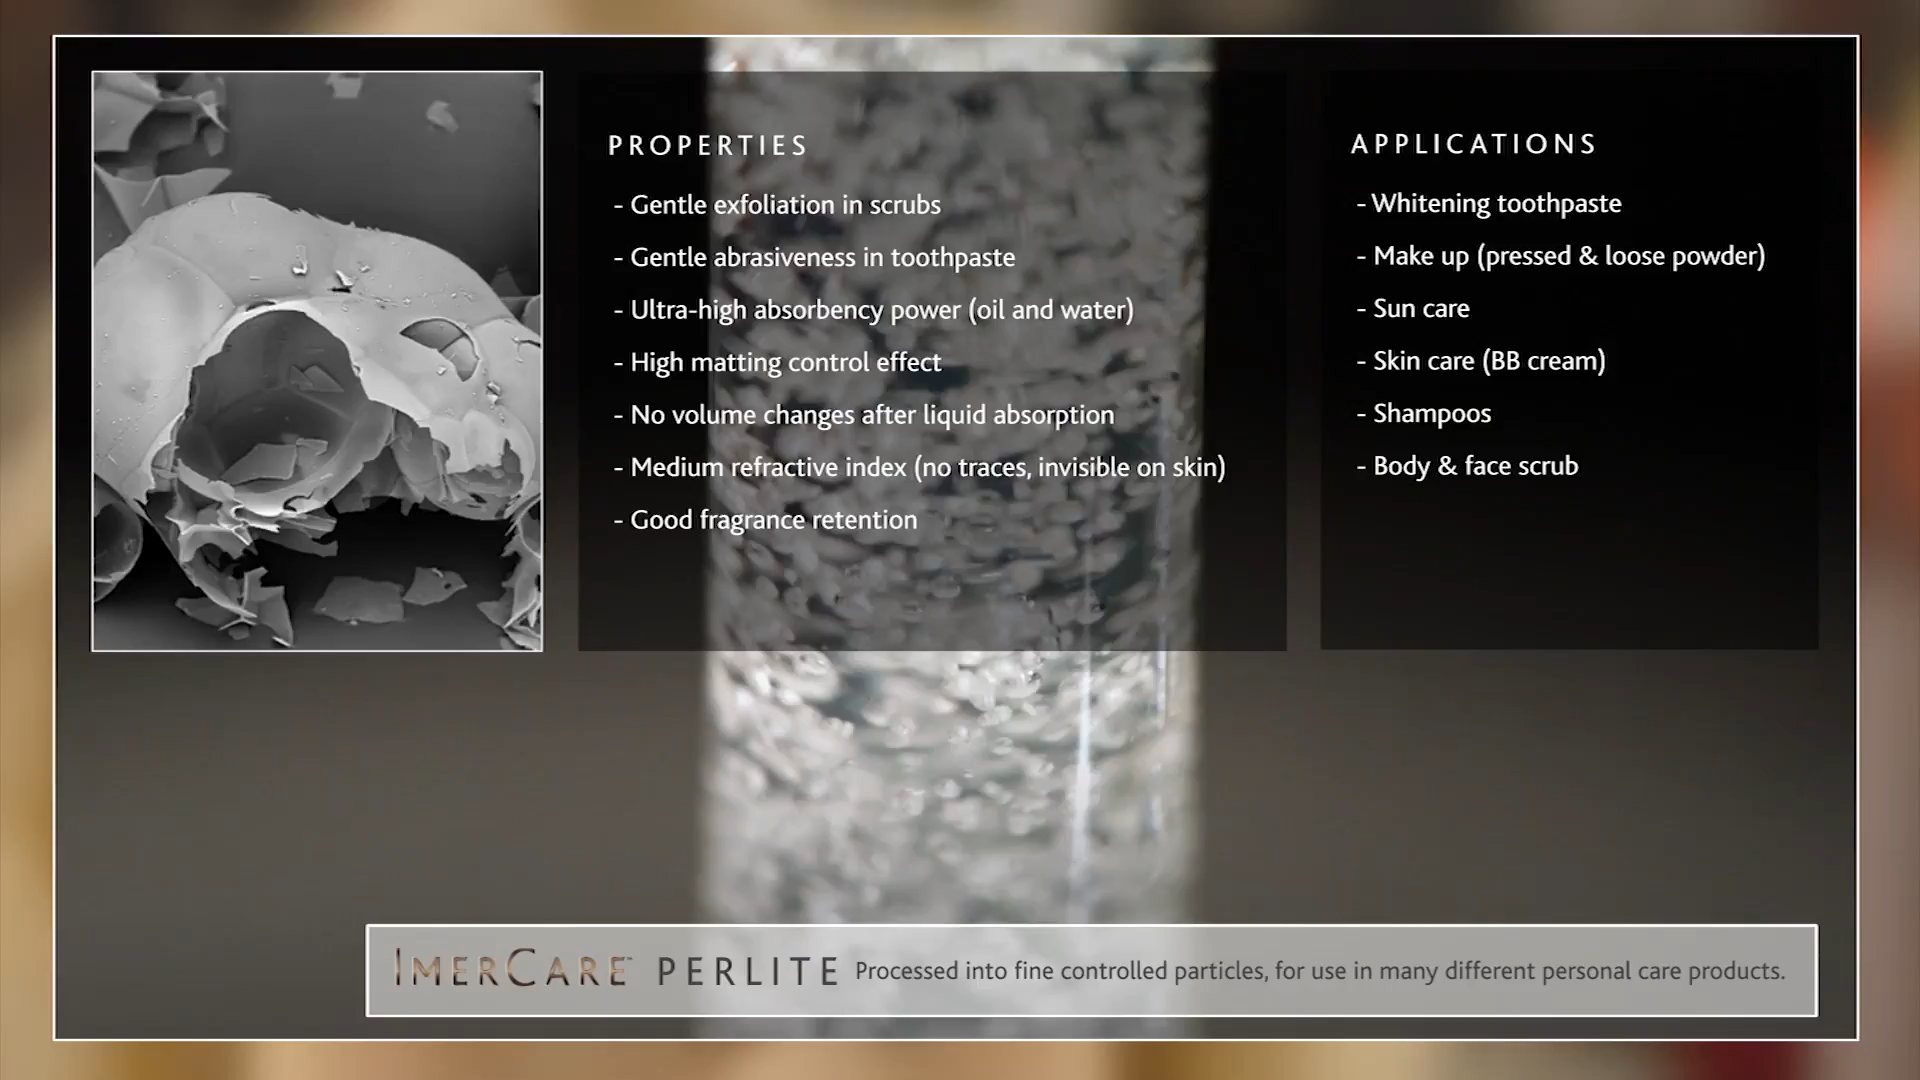 PROPERTIES
- Gentle exfoliation in scrubs
- Gentle abrasiveness in toothpaste
- Ultra-high absorbency power (oil and water)
- High matting control effect
- No volume changes after liquid absorption
- Medium refractive index (no traces, invisible on skin)
- Good fragrance retention
APPLICATIONS
- Whitening toothpaste
- Make up (pressed & loose powder)
- Sun care
- Skin care (BB cream)
- Shampoos
- Body & face scrub
IMERCARE™ PERLITE Processed into fine controlled particles, for use in many different personal care products.